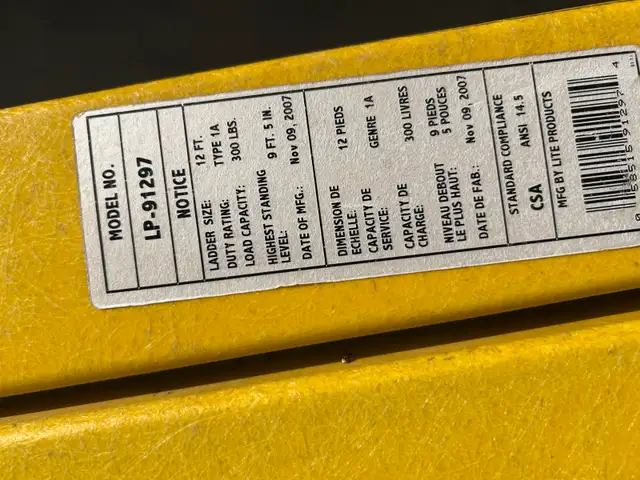 MODEL NO.
LP-91297
NOTICE
LADDER SIZE: 12 FT.
DUTY RATING: TYPE 1A
LOAD CAPACITY: 300 LBS.
HIGHEST STANDING 9 FT. 5 IN.
LEVEL:
DATE OF MFG.: Nov 09, 2007
DIMENSION DE 12 PIEDS
ECHELLE:
CAPACITY DE GENRE 1A
SERVICE:
CAPACITY DE 300 LIVRES
CHARGE:
NIVEAU DEBOUT 9 PIEDS
LE PLUS HAUT: 5 POUCES
DATE DE FAB.: Nov 09, 2007
STANDARD COMPLIANCE
CSA ANSI 14.5
MFG BY LITE PRODUCTS
58515 91297 4